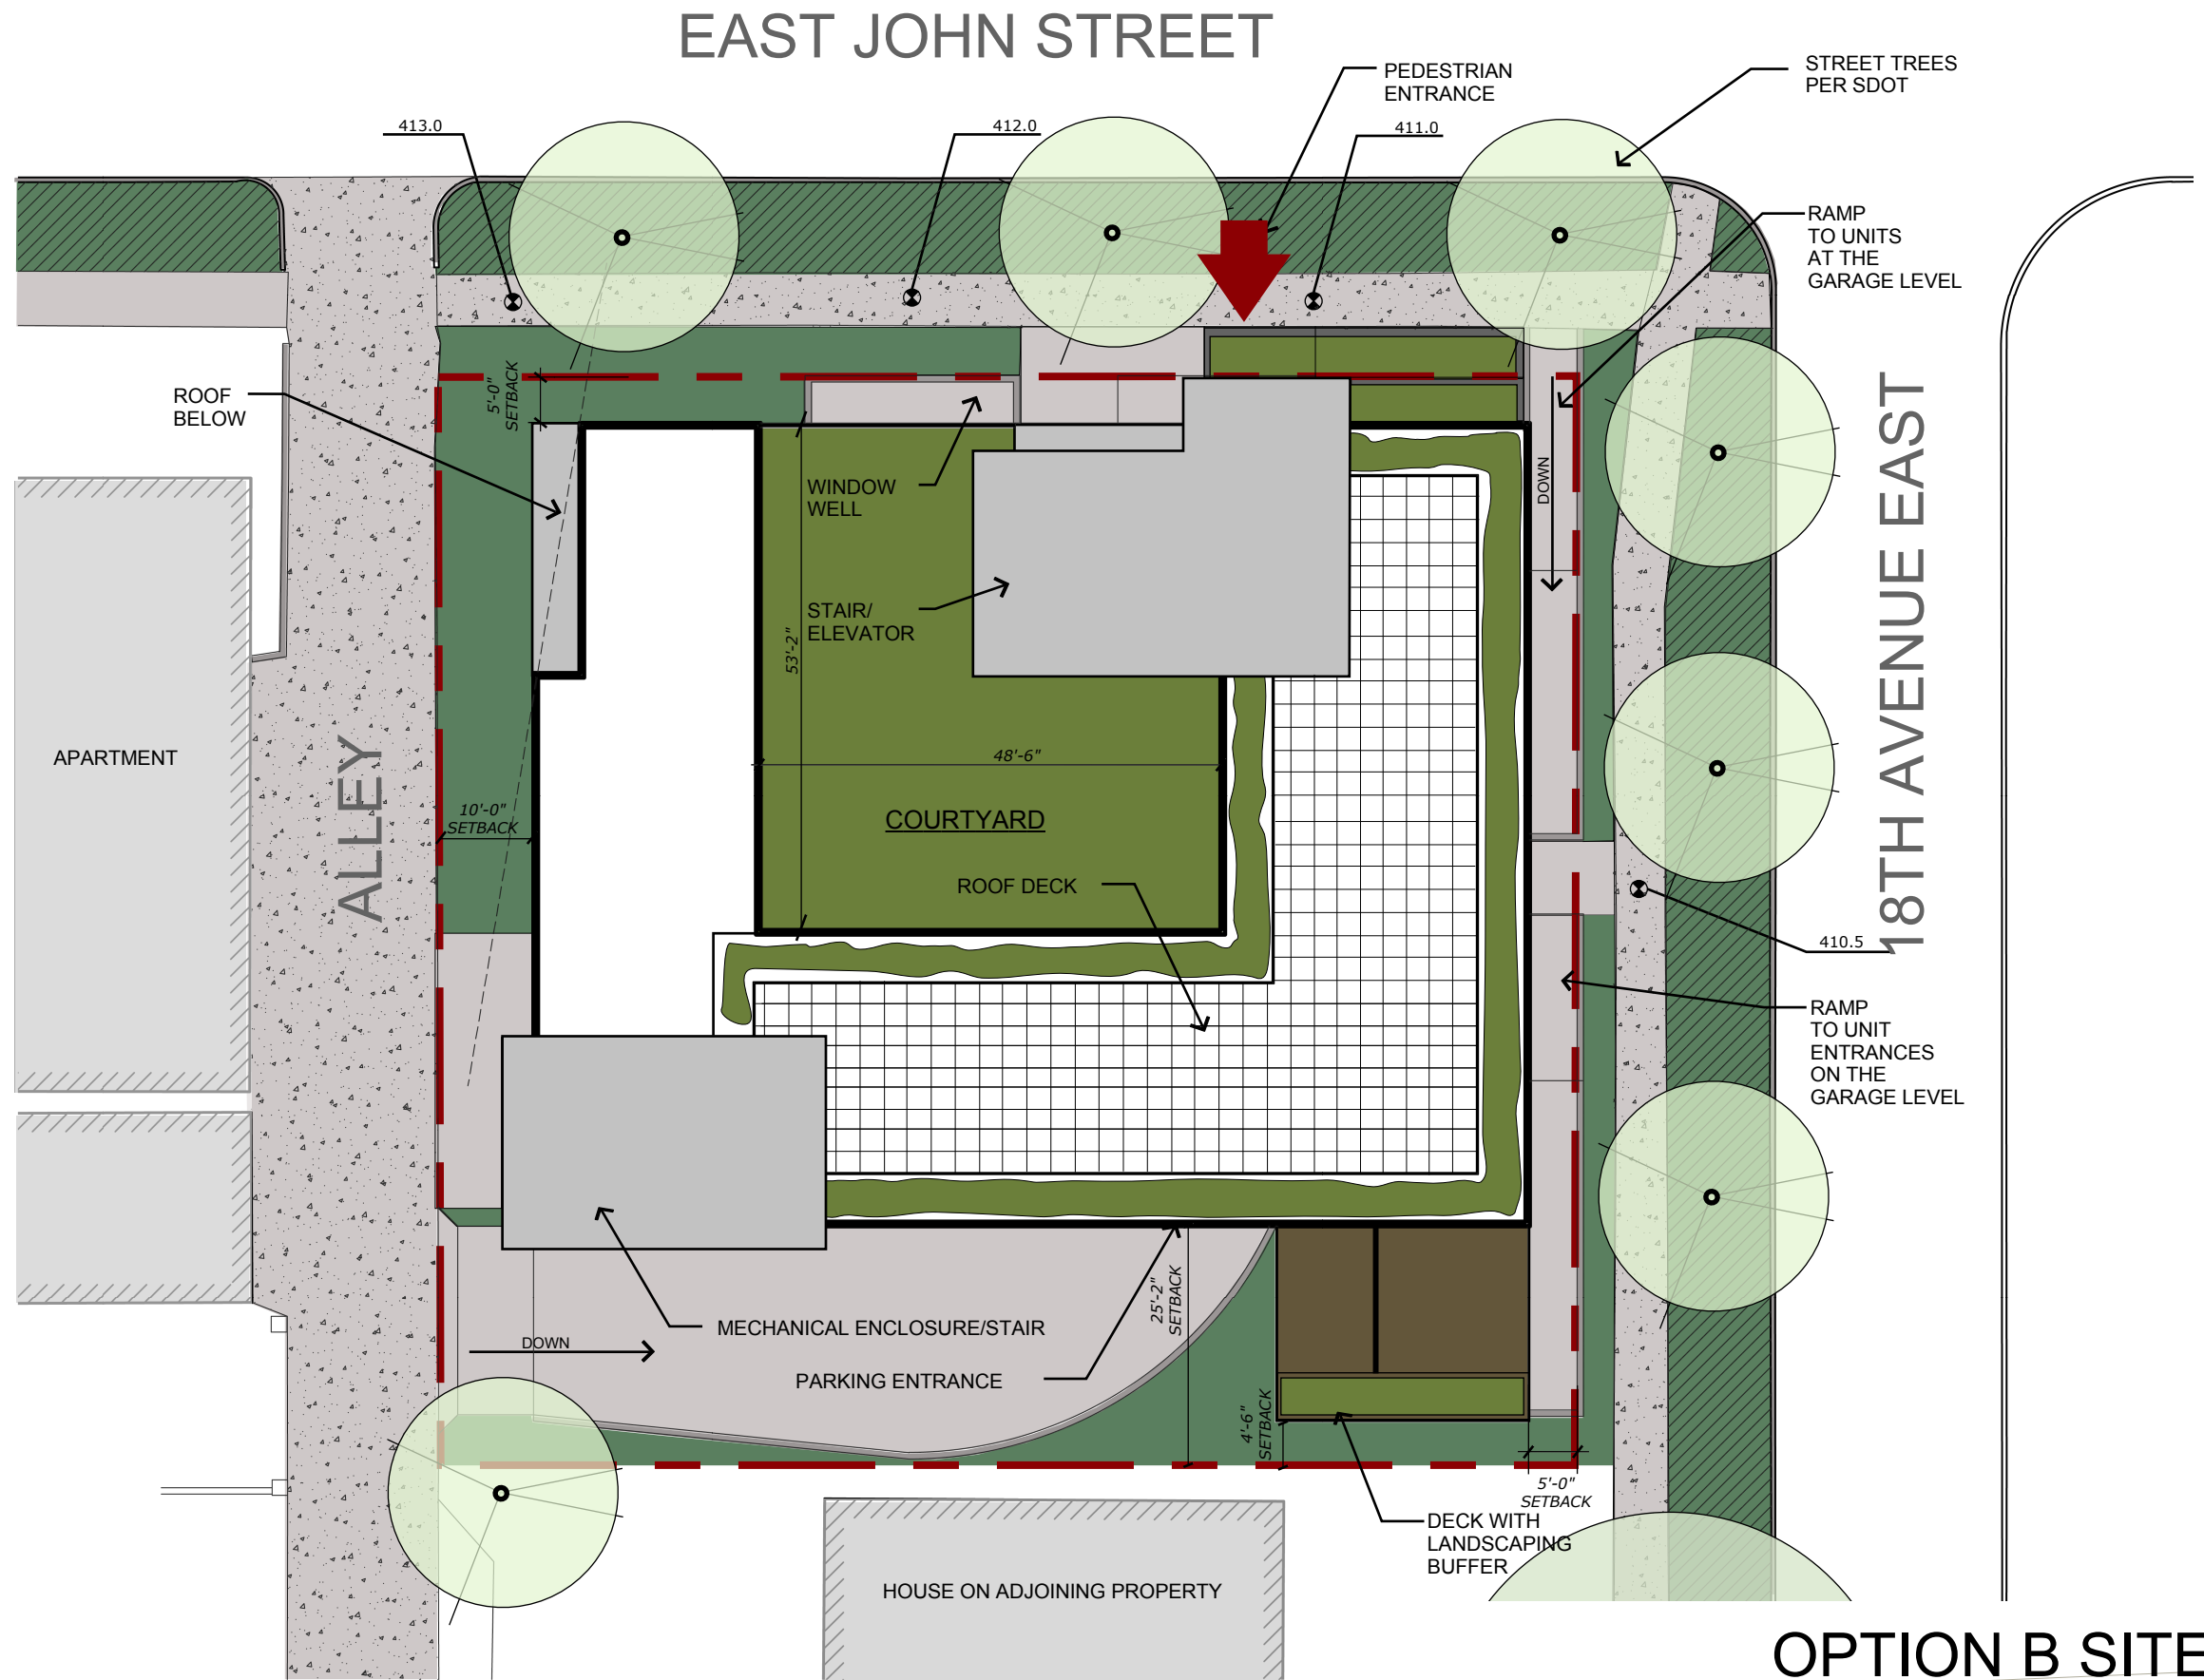 EAST JOHN STREET
PEDESTRIAN
ENTRANCE
STREET TREES
PER SDOT
413.0
412.0
411.0
RAMP
TO UNITS
AT THE
GARAGE LEVEL
ROOF
BELOW
5'-0"
SETBACK
WINDOW
WELL
DOWN
STAIR/
ELEVATOR
53'-2"
18TH AVENUE EAST
APARTMENT
ALLEY
48'-6"
10'-0"
SETBACK
COURTYARD
ROOF DECK
410.5
RAMP
TO UNIT
ENTRANCES
ON THE
GARAGE LEVEL
25'-2"
SETBACK
MECHANICAL ENCLOSURE/STAIR
DOWN
PARKING ENTRANCE
4'-6"
SETBACK
5'-0"
SETBACK
DECK WITH
LANDSCAPING
BUFFER
HOUSE ON ADJOINING PROPERTY
OPTION B SITE